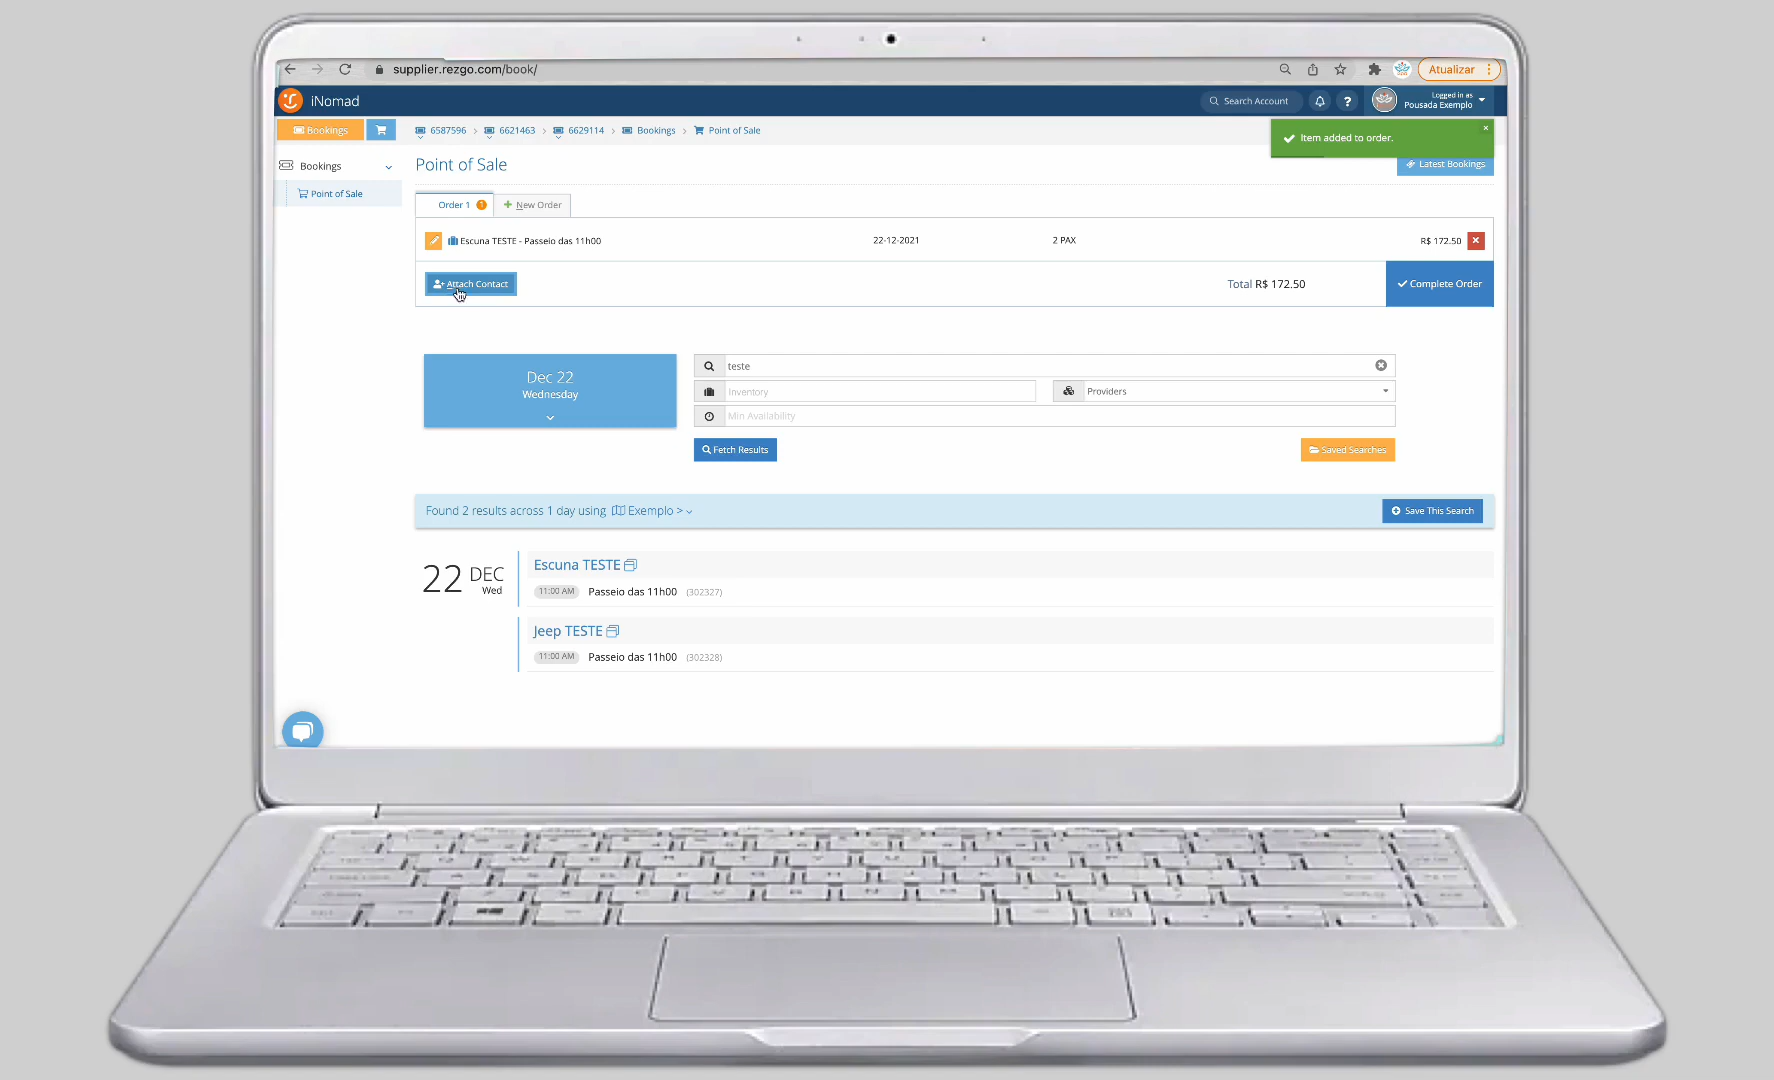 supplier.rezgo.com/book/
Atualizar
iNomad
Search Account
?
Logged in as
Pousada Exemplo
Bookings
6587596 > 6621463 > 6629114 > Bookings > Point of Sale
Item added to order.
×
Bookings
Point of Sale
Point of Sale
Latest Bookings
Order 1 1
+ New Order
Escuna TESTE - Passeio das 11h00 22-12-2021 2 PAX R$ 172.50
Attach Contact
Total R$ 172.50
Complete Order
Dec 22
Wednesday
teste
Inventory
Providers
Min Availability
Fetch Results
Saved Searches
Found 2 results across 1 day using Exemplo >
Save This Search
22 DEC
Wed
Escuna TESTE
11:00 AM Passeio das 11h00 (302327)
Jeep TESTE
11:00 AM Passeio das 11h00 (302328)